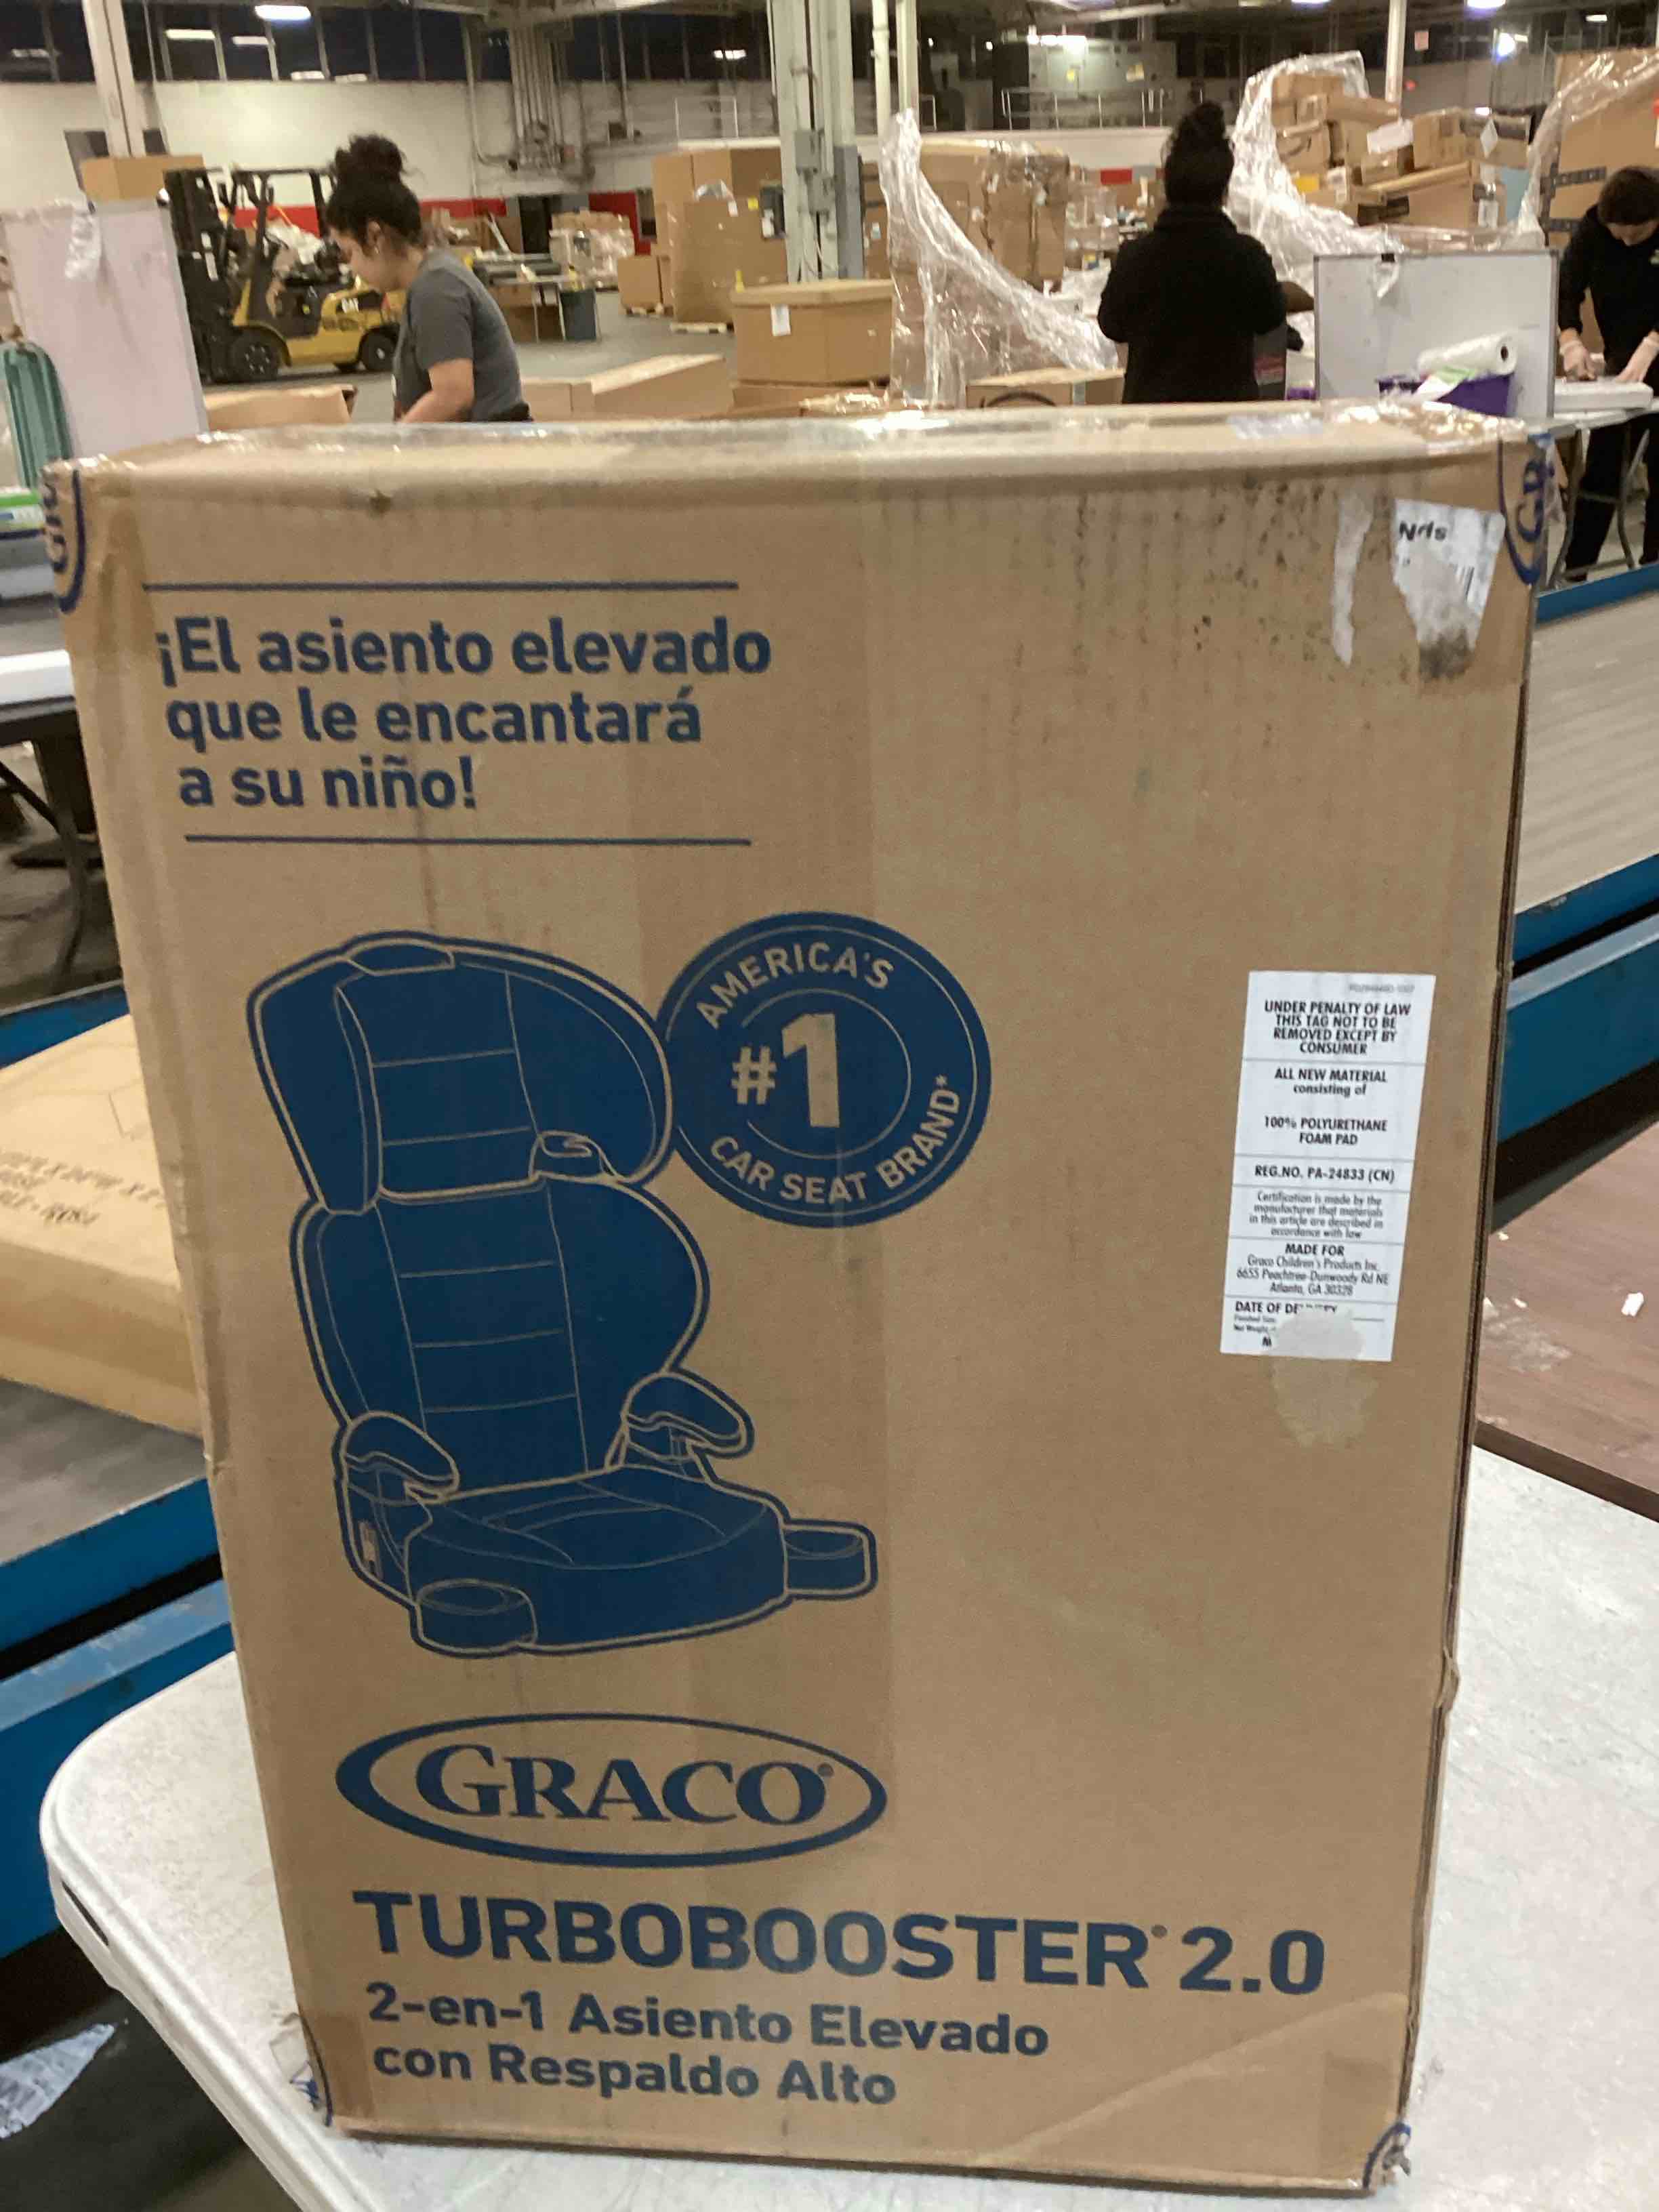 CAT
Nds
¡El asiento elevado
que le encantará
a su niño!
AMERICA'S
#1
CAR SEAT BRAND*
UNDER PENALTY OF LAW
THIS TAG NOT TO BE
REMOVED EXCEPT BY
CONSUMER
ALL NEW MATERIAL
consisting of
100% POLYURETHANE
FOAM PAD
REG.NO. PA-24833 (CN)
Certification is made by the
manufacturer that materials
in this article are described in
accordance with law
MADE FOR
Graco Children's Products Inc.
6655 Peachtree-Dunwoody Rd NE
Atlanta, GA 30328
DATE OF
GRACO®
TURBOBOOSTER® 2.0
2-en-1 Asiento Elevado
con Respaldo Alto